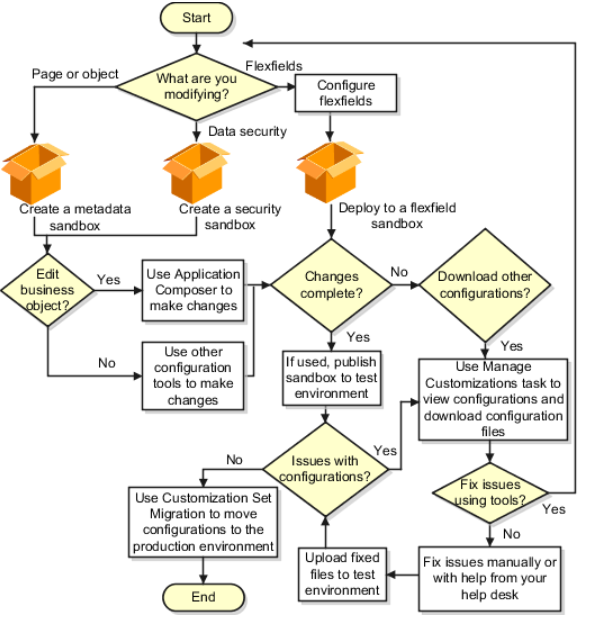 Start
Page or object
What are you
modifying?
Flexfields
Configure
flexfields
Data security
Create a metadata
sandbox
Create a security
sandbox
Deploy to a flexfield
sandbox
Edit
business
object?
Yes
Use Application
Composer to
make changes
No
Use other
configuration
tools to make
changes
Changes
complete?
No
Download other
configurations?
Yes
If used, publish
sandbox to test
environment
Yes
Use Manage
Customizations task to
view configurations and
download configuration
files
Issues with
configurations?
Yes
No
Use Customization Set
Migration to move
configurations to the
production environment
End
Fix issues
using tools?
Yes
No
Fix issues manually or
with help from your
help desk
Upload fixed
files to test
environment